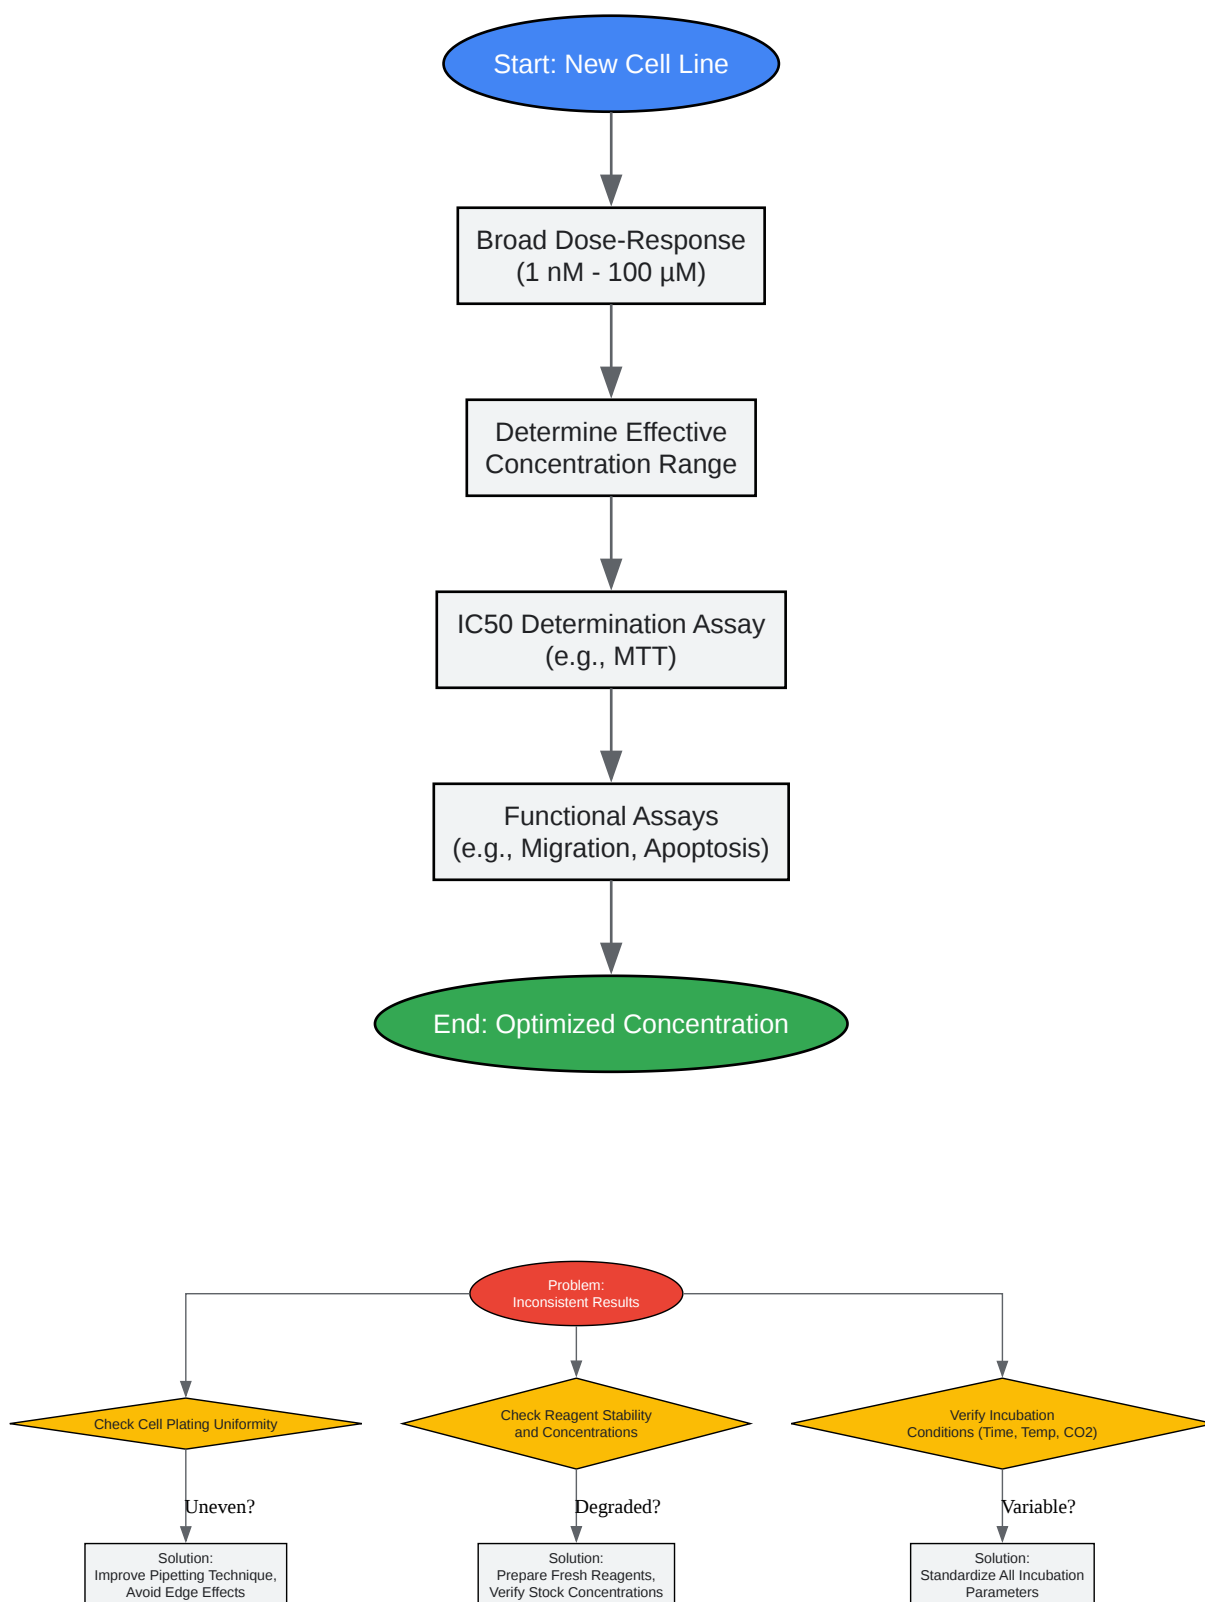 Start: New Cell Line
Broad Dose-Response
(1 nM - 100 µM)
Determine Effective
Concentration Range
IC50 Determination Assay
(e.g., MTT)
Functional Assays
(e.g., Migration, Apoptosis)
End: Optimized Concentration
Problem:
Inconsistent Results
Check Cell Plating Uniformity
Check Reagent Stability
and Concentrations
Verify Incubation
Conditions (Time, Temp, CO2)
Uneven?
Degraded?
Variable?
Solution:
Improve Pipetting Technique,
Avoid Edge Effects
Solution:
Prepare Fresh Reagents,
Verify Stock Concentrations
Solution:
Standardize All Incubation
Parameters